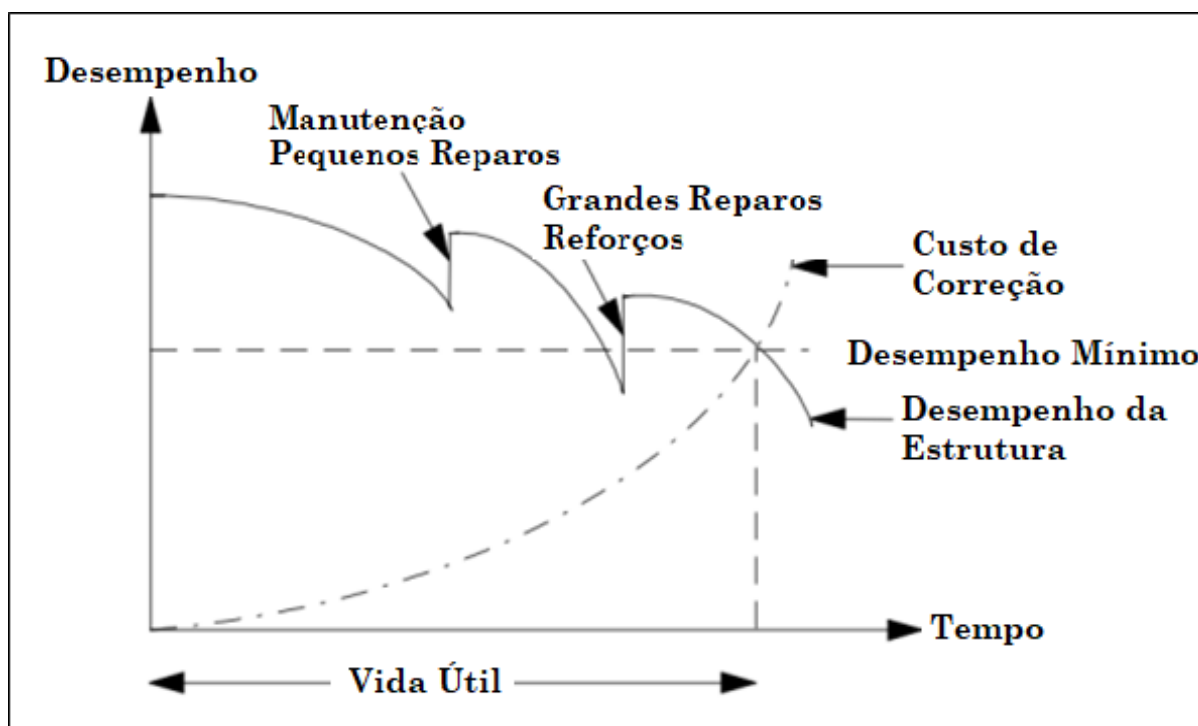 Desempenho
Manutenção
Pequenos Reparos
Grandes Reparos
Reforços
Custo de
Correção
Desempenho Mínimo
Desempenho da
Estrutura
Tempo
Vida Útil